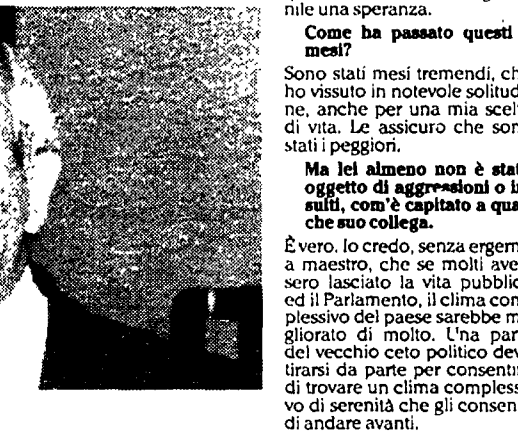 nile una speranza.
Come ha passato questi
mesi?
Sono stati mesi tremendi, ch
ho vissuto in notevole solitud
ne, anche per una mia scel
di vita. Le assicuro che son
stati i peggiori.
Ma lei almeno non è stat
oggetto di aggressioni o in
sulti, com'è capitato a qua
che suo collega.
È vero. Io credo, senza ergerm
a maestro, che se molti aves
sero lasciato la vita pubblic
ed il Parlamento, il clima com
plessivo del paese sarebbe m
gliorato di molto. Una part
del vecchio ceto politico dev
tirarsi da parte per consenti
di trovare un clima compless
vo di serenità che gli consen
di andare avanti.